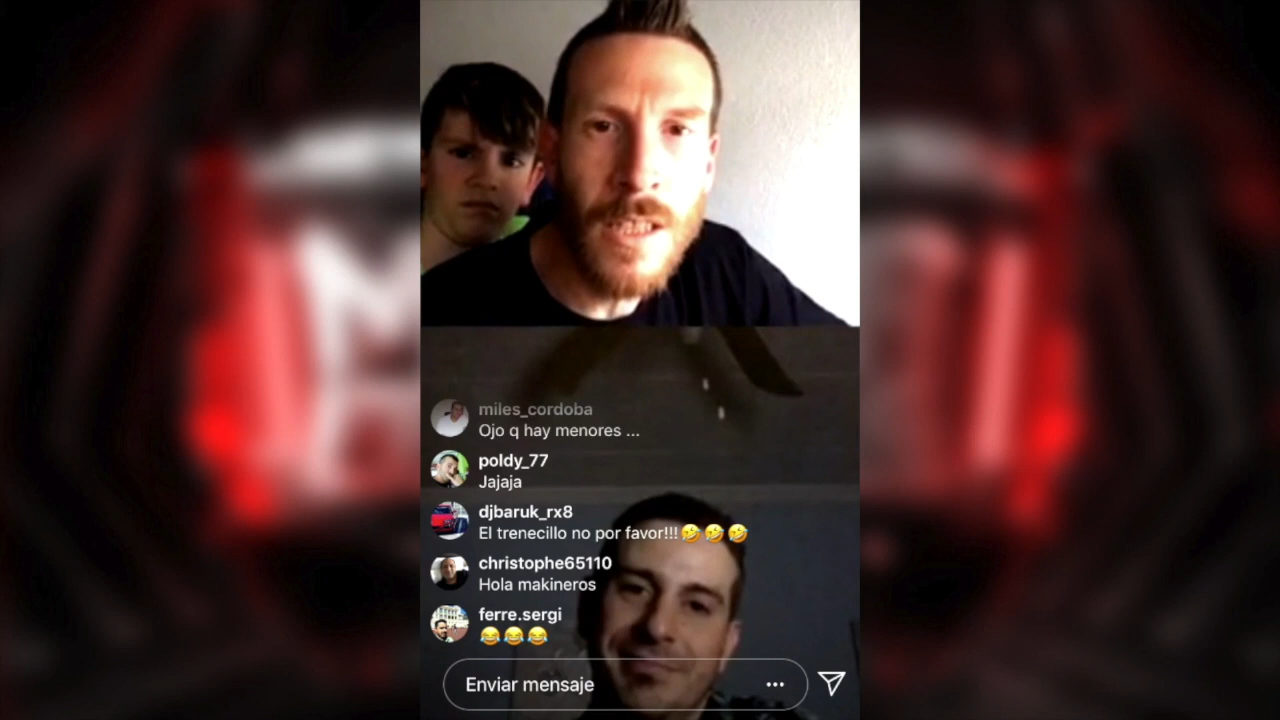 miles_cordoba
Ojo q hay menores ...
poldy_77
Jajaja
djbaruk_rx8
El trenecillo no por favor!!!🤣🤣🤣
christophe65110
Hola makineros
ferre.sergi
😂😂😂
Enviar mensaje